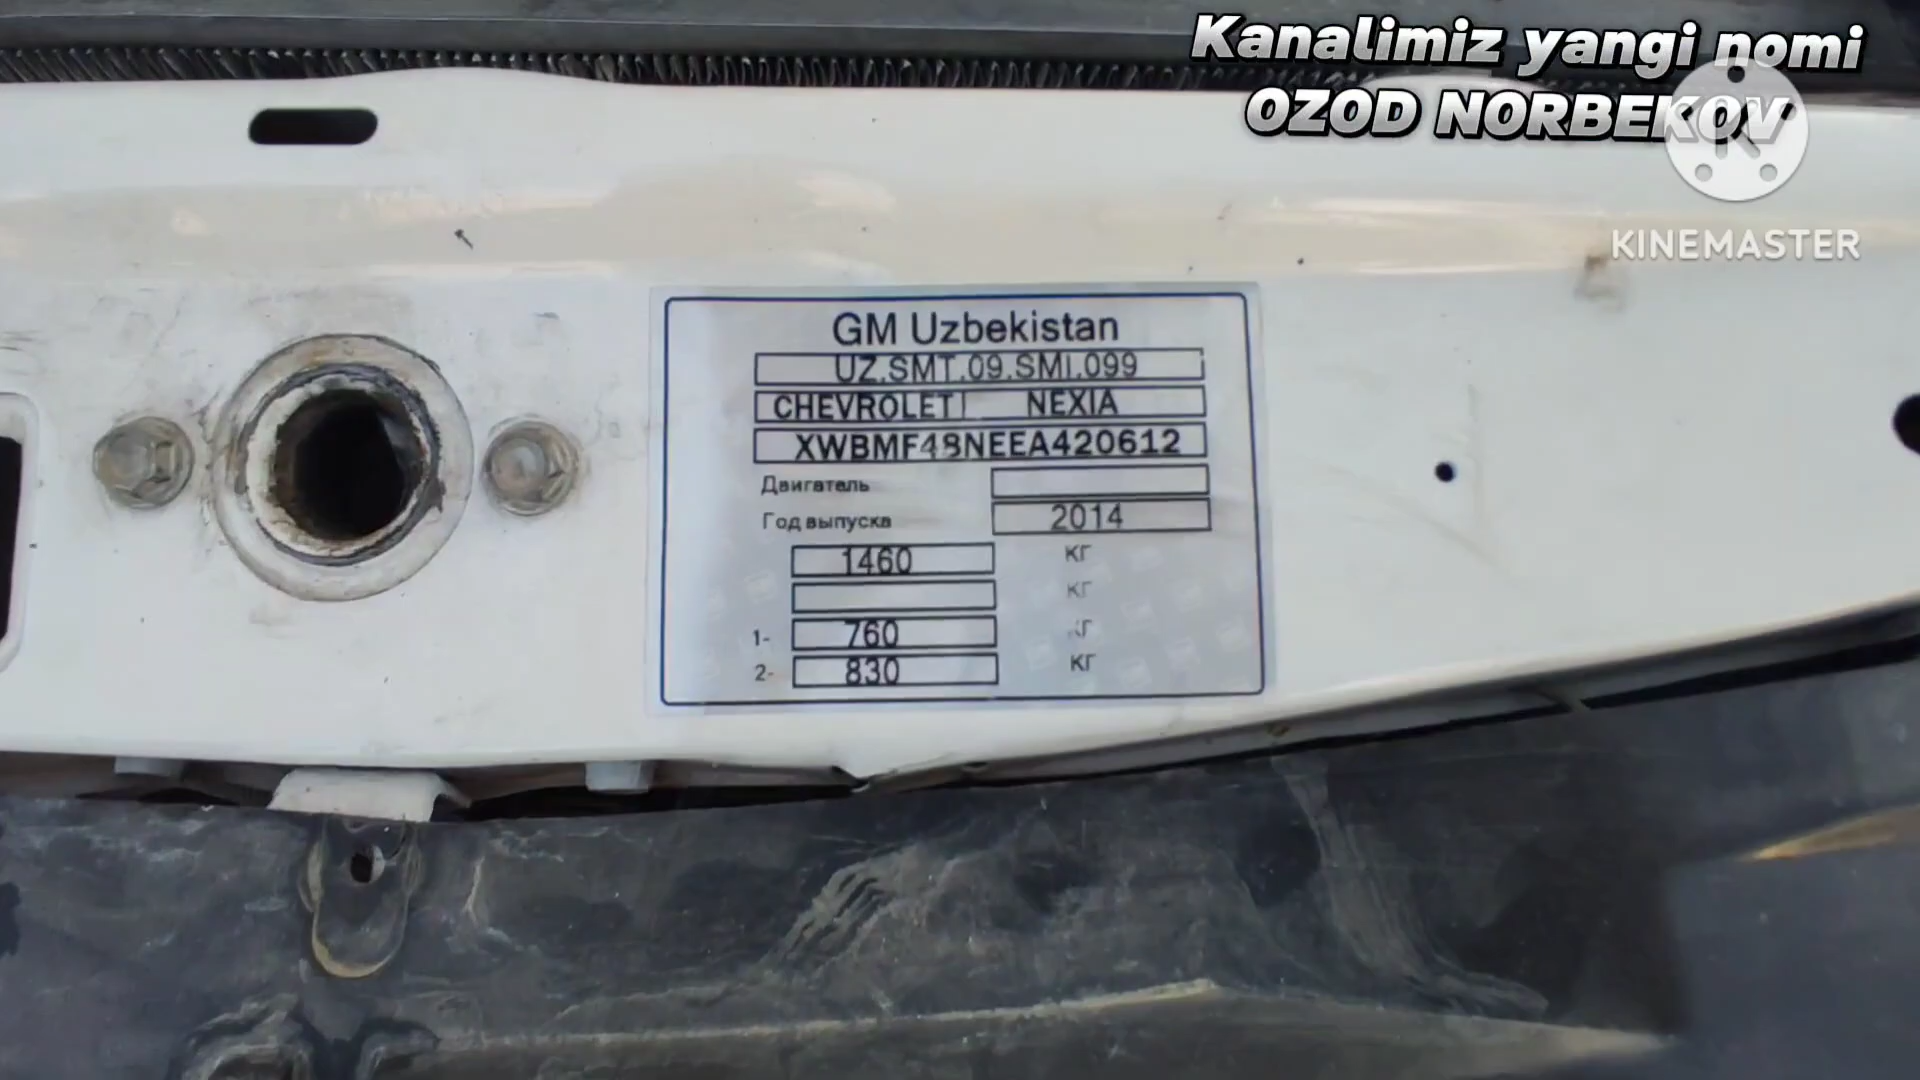 Kanalimiz yangi nomi
OZOD NORBEKOV
KINEMASTER
GM Uzbekistan
UZ.SMT.09.SMI.099
CHEVROLET NEXIA
XWBMF48NEEA420612
Двигатель
Год выпуска 2014
1460 КГ
КГ
1- 760 КГ
2- 830 КГ